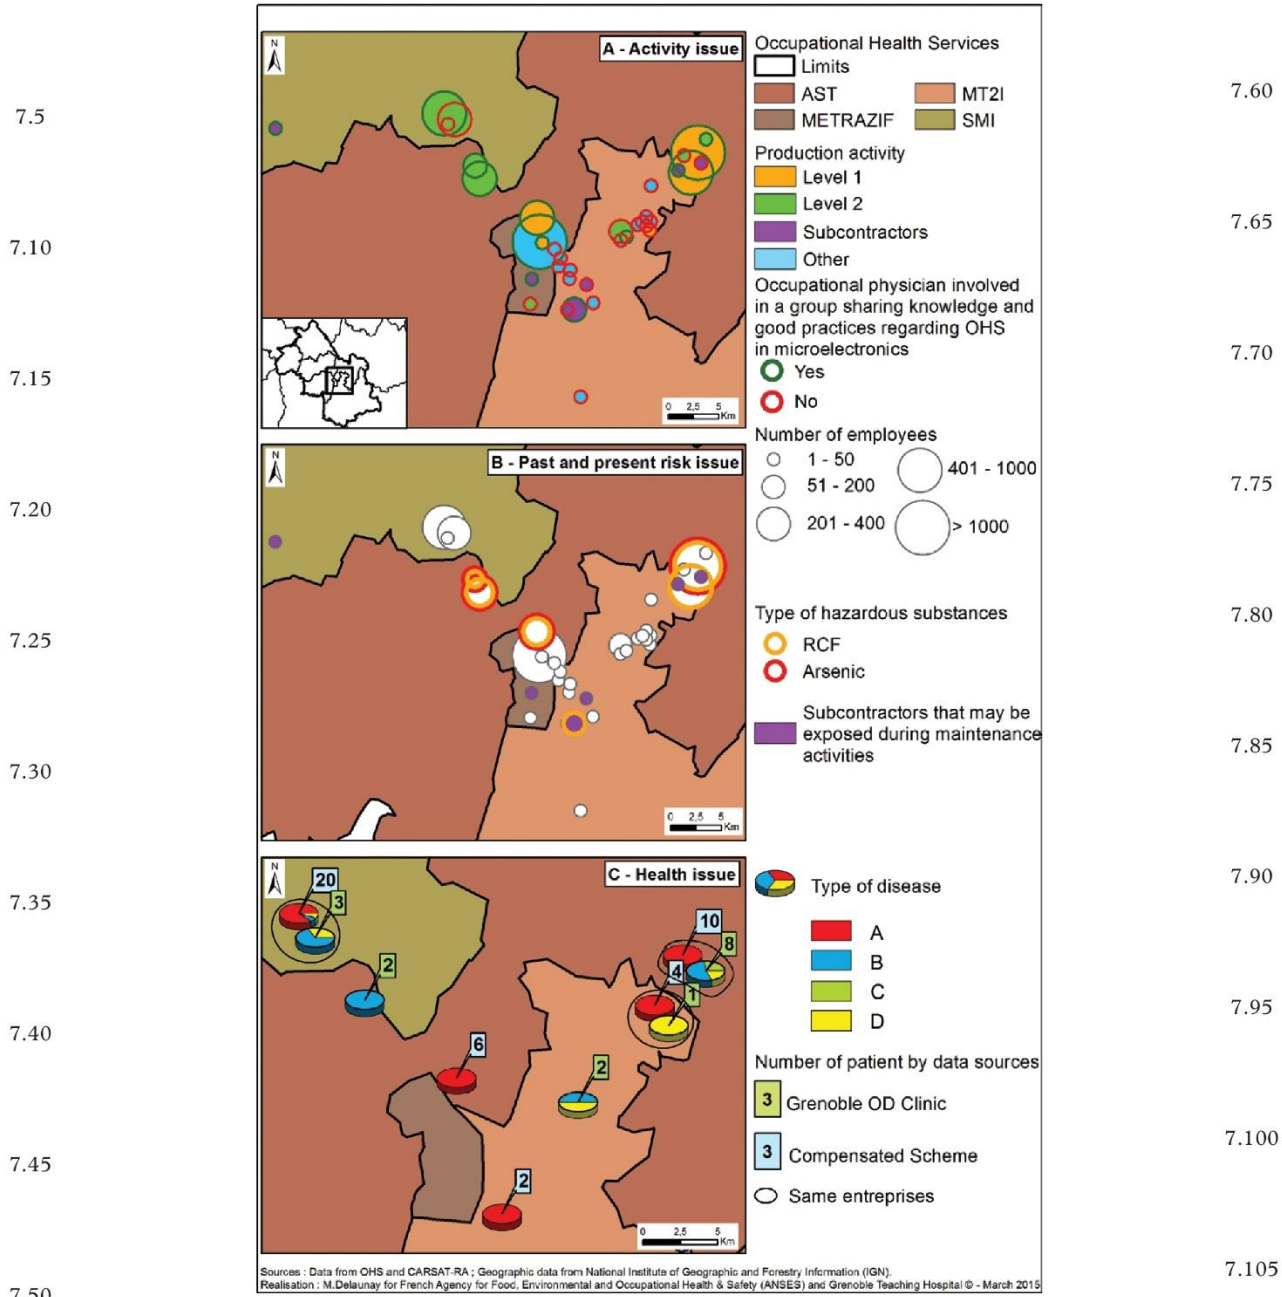 7.5
7.10
7.15
7.20
7.25
7.30
7.35
7.40
7.45
7.50
N
A - Activity issue
0 2,5 5
Km
N
B - Past and present risk issue
0 2,5 5
Km
N
C - Health issue
20
3
2
6
2
2
10
8
4
1
0 2,5 5
Km
Occupational Health Services
Limits
AST MT2I
METRAZIF SMI
Production activity
Level 1
Level 2
Subcontractors
Other
Occupational physician involved
in a group sharing knowledge and
good practices regarding OHS
in microelectronics
Yes
No
Number of employees
1 - 50 401 - 1000
51 - 200
201 - 400 > 1000
Type of hazardous substances
RCF
Arsenic
Subcontractors that may be
exposed during maintenance
activities
Type of disease
A
B
C
D
Number of patient by data sources
3 Grenoble OD Clinic
3 Compensated Scheme
Same entreprises
Sources : Data from OHS and CARSAT-RA ; Geographic data from National Institute of Geographic and Forestry Information (IGN).
Realisation : M.Delaunay for French Agency for Food, Environmental and Occupational Health & Safety (ANSES) and Grenoble Teaching Hospital © - March 2015
7.60
7.65
7.70
7.75
7.80
7.85
7.90
7.95
7.100
7.105